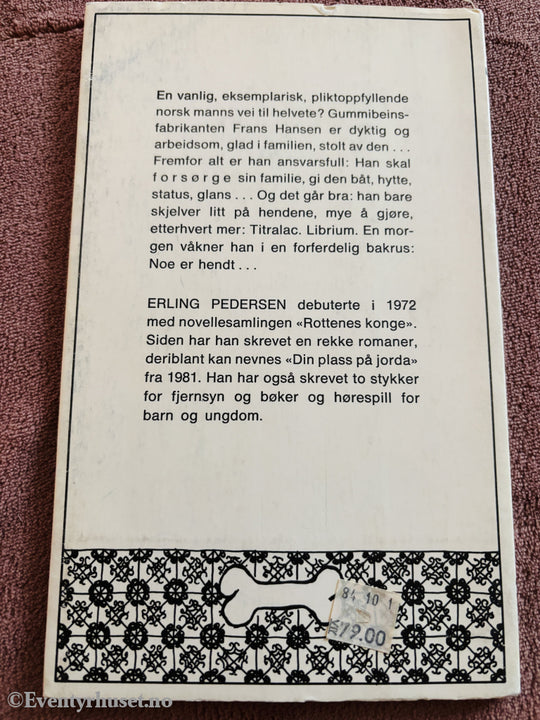 En vanlig, eksemplarisk, pliktoppfyllende
norsk manns vei til helvete? Gummibeins-
fabrikanten Frans Hansen er dyktig og
arbeidsom, glad i familien, stolt av den ...
Fremfor alt er han ansvarsfull: Han skal
forsørge sin familie, gi den båt, hytte,
status, glans ... Og det går bra: han bare
skjelver litt på hendene, mye å gjøre,
etterhvert mer: Titralac. Librium. En mor-
gen våkner han i en forferdelig bakrus:
Noe er hendt ...
ERLING PEDERSEN debuterte i 1972
med novellesamlingen «Rottenes konge».
Siden har han skrevet en rekke romaner,
deriblant kan nevnes «Din plass på jorda»
fra 1981. Han har også skrevet to stykker
for fjernsyn og bøker og hørespill for
barn og ungdom.
84 10 1
79.00
©Eventyrhuset.no